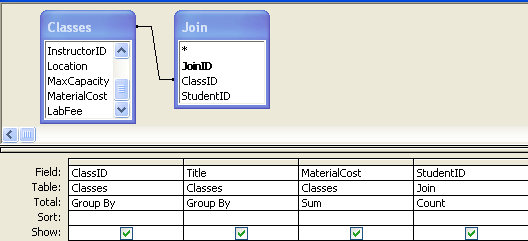 Classes
InstructorID
Location
MaxCapacity
MaterialCost
LabFee
Join
*
JoinID
ClassID
StudentID
Field: ClassID Title MaterialCost StudentID
Table: Classes Classes Classes Join
Total: Group By Group By Sum Count
Sort:
Show: